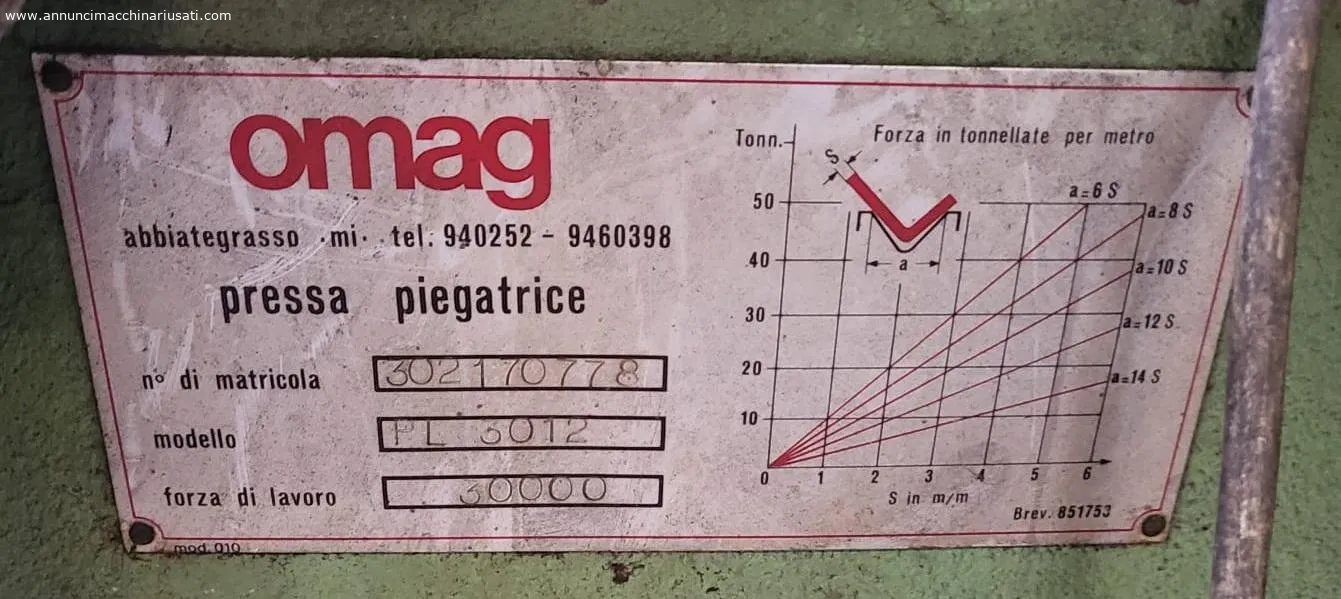 www.annuncimacchinariusati.com
omag
abbiategrasso ·mi· tel: 940252 - 9460398
pressa piegatrice
n° di matricola 302170778
modello PL 3012
forza di lavoro 30000
mod. 010
Tonn.
Forza in tonnellate per metro
S
a
50
40
30
20
10
0 1 2 3 4 5 6
S in m/m
a=6 S
a=8 S
a=10 S
a=12 S
a=14 S
Brev. 851753